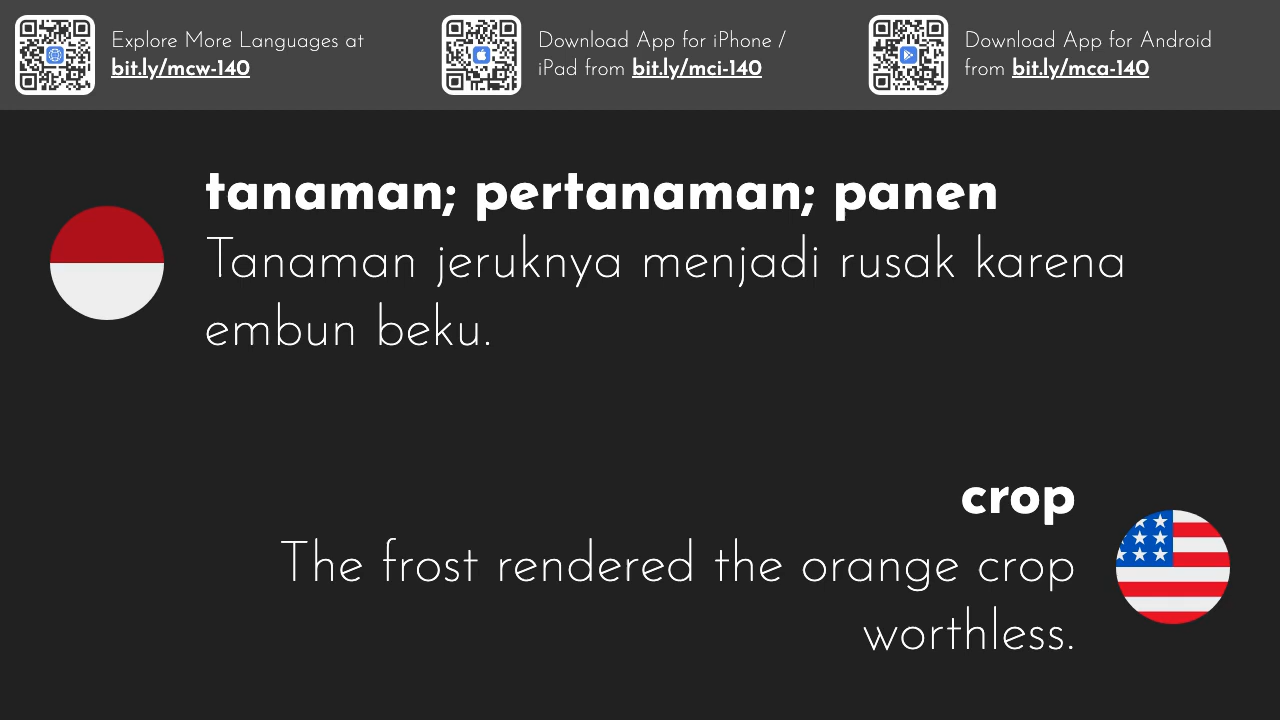 Explore More Languages at
bit.ly/mcw-140
Download App for iPhone /
iPad from bit.ly/mci-140
Download App for Android
from bit.ly/mca-140
tanaman; pertanaman; panen
Tanaman jeruknya menjadi rusak karena
embun beku.
crop
The frost rendered the orange crop
worthless.